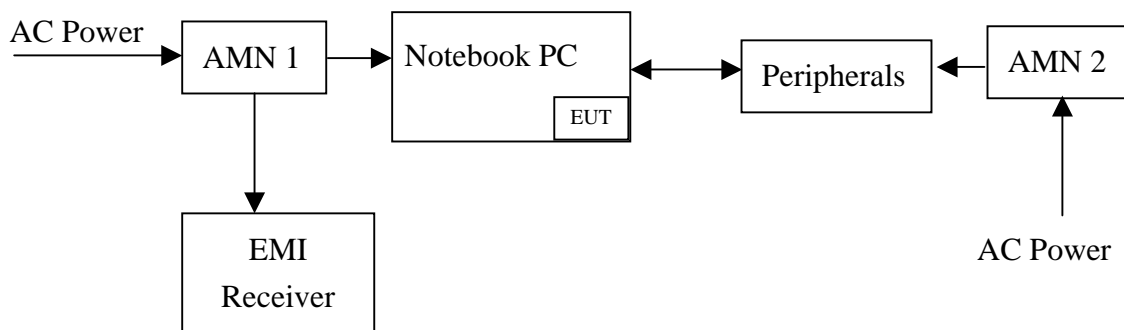 AC Power
AMN 1
Notebook PC
EUT
Peripherals
AMN 2
EMI
Receiver
AC Power